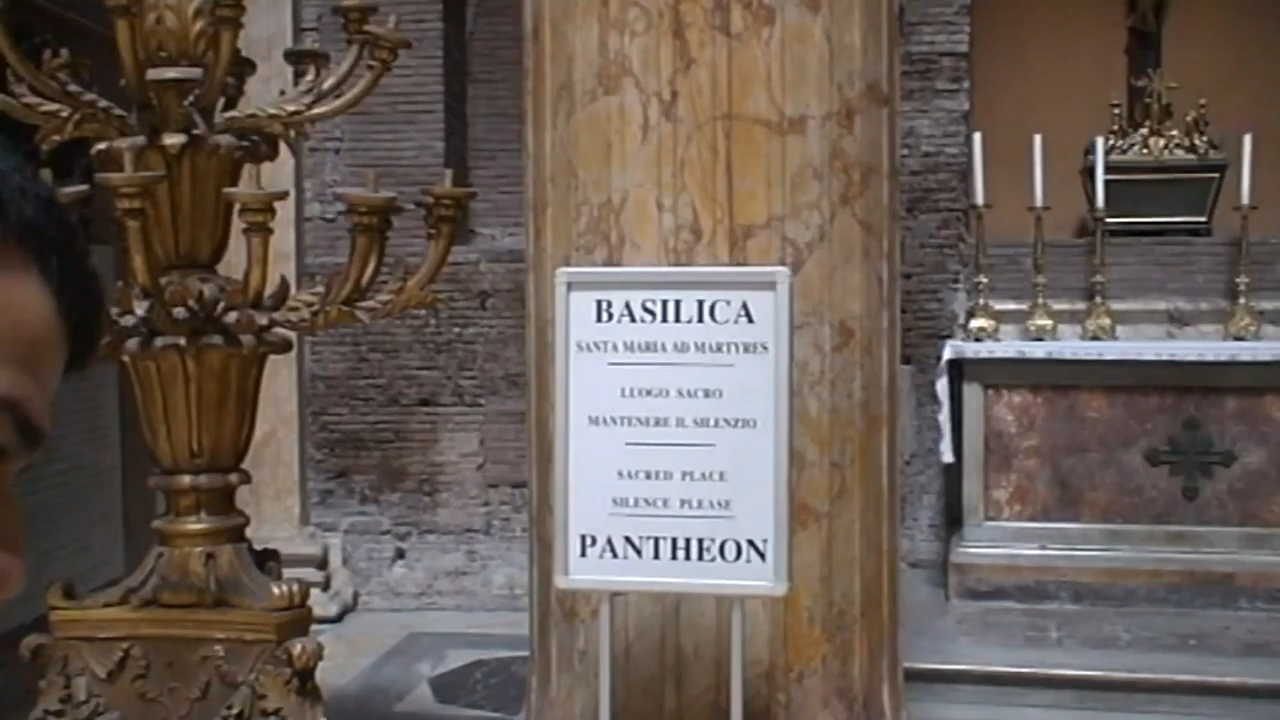 BASILICA
SANTA MARIA AD MARTYRES
LUOGO SACRO
MANTENERE IL SILENZIO
SACRED PLACE
SILENCE PLEASE
PANTHEON